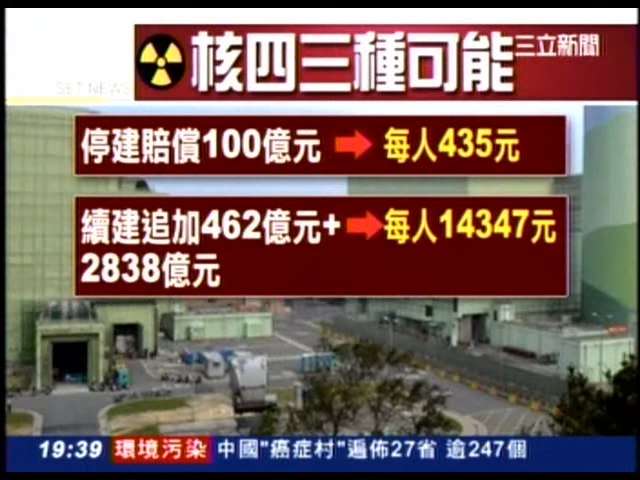 核四三種可能
三立新聞
SET NEWS
停建賠償100億元 每人435元
續建追加462億元+ 每人14347元
2838億元
19:39 環境污染 中國"癌症村"遍佈27省 逾247個